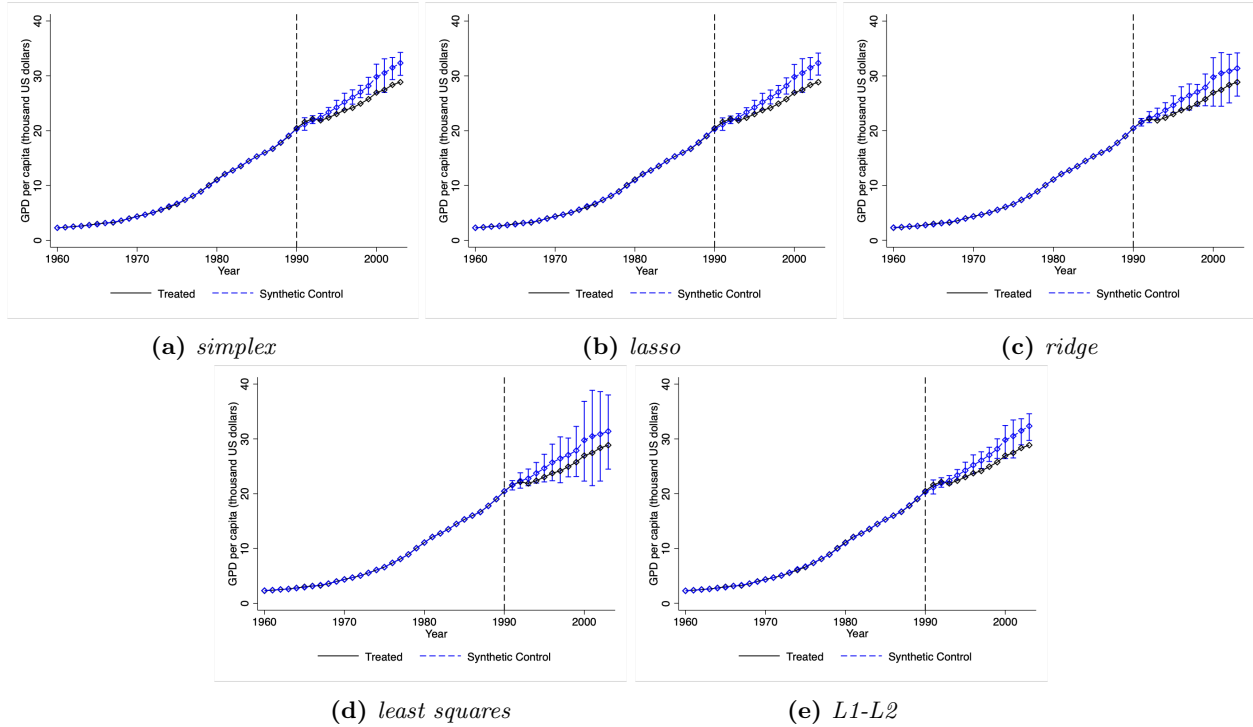 GPD per capita (thousand US dollars)
40
30
20
10
0
1960 1970 1980 1990 2000
Year
Treated Synthetic Control
(a) simplex
GPD per capita (thousand US dollars)
40
30
20
10
0
1960 1970 1980 1990 2000
Year
Treated Synthetic Control
(b) lasso
GPD per capita (thousand US dollars)
40
30
20
10
0
1960 1970 1980 1990 2000
Year
Treated Synthetic Control
(c) ridge
GPD per capita (thousand US dollars)
40
30
20
10
0
1960 1970 1980 1990 2000
Year
Treated Synthetic Control
(d) least squares
GPD per capita (thousand US dollars)
40
30
20
10
0
1960 1970 1980 1990 2000
Year
Treated Synthetic Control
(e) L1-L2